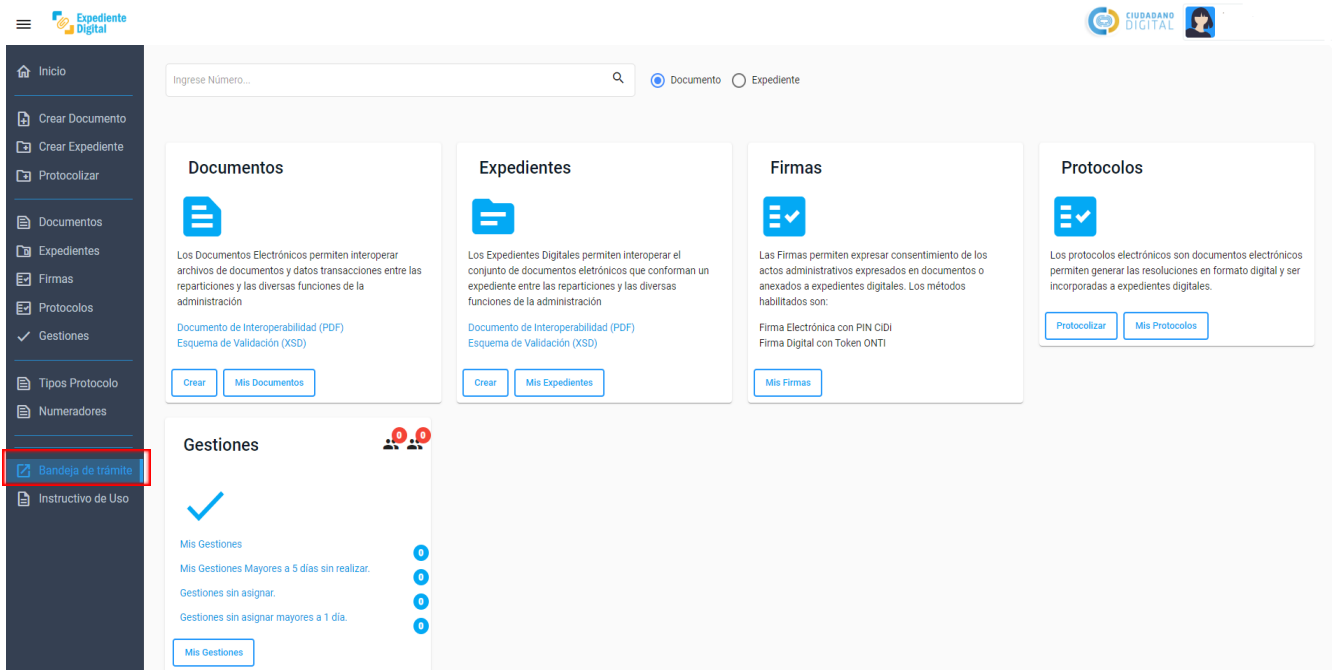 Expediente
Digital
CIUDADANO
DIGITAL
Inicio
Crear Documento
Crear Expediente
Protocolizar
Documentos
Expedientes
Firmas
Protocolos
Gestiones
Tipos Protocolo
Numeradores
Bandeja de trámite
Instructivo de Uso
Ingrese Número...
Documento
Expediente
Documentos
Los Documentos Electrónicos permiten interoperar
archivos de documentos y datos transacciones entre las
reparticiones y las diversas funciones de la
administración
Documento de Interoperabilidad (PDF)
Esquema de Validación (XSD)
Crear
Mis Documentos
Expedientes
Los Expedientes Digitales permiten interoperar el
conjunto de documentos eletrónicos que conforman un
expediente entre las reparticiones y las diversas
funciones de la administración
Documento de Interoperabilidad (PDF)
Esquema de Validación (XSD)
Crear
Mis Expedientes
Firmas
Las Firmas permiten expresar consentimiento de los
actos administrativos expresados en documentos o
anexados a expedientes digitales. Los métodos
habilitados son:
Firma Electrónica con PIN CiDi
Firma Digital con Token ONTI
Mis Firmas
Protocolos
Los protocolos electrónicos son documentos electrónicos
permiten generar las resoluciones en formato digital y ser
incorporadas a expedientes digitales.
Protocolizar
Mis Protocolos
Gestiones
0
0
Mis Gestiones
0
Mis Gestiones Mayores a 5 días sin realizar.
0
Gestiones sin asignar.
0
Gestiones sin asignar mayores a 1 día.
0
Mis Gestiones